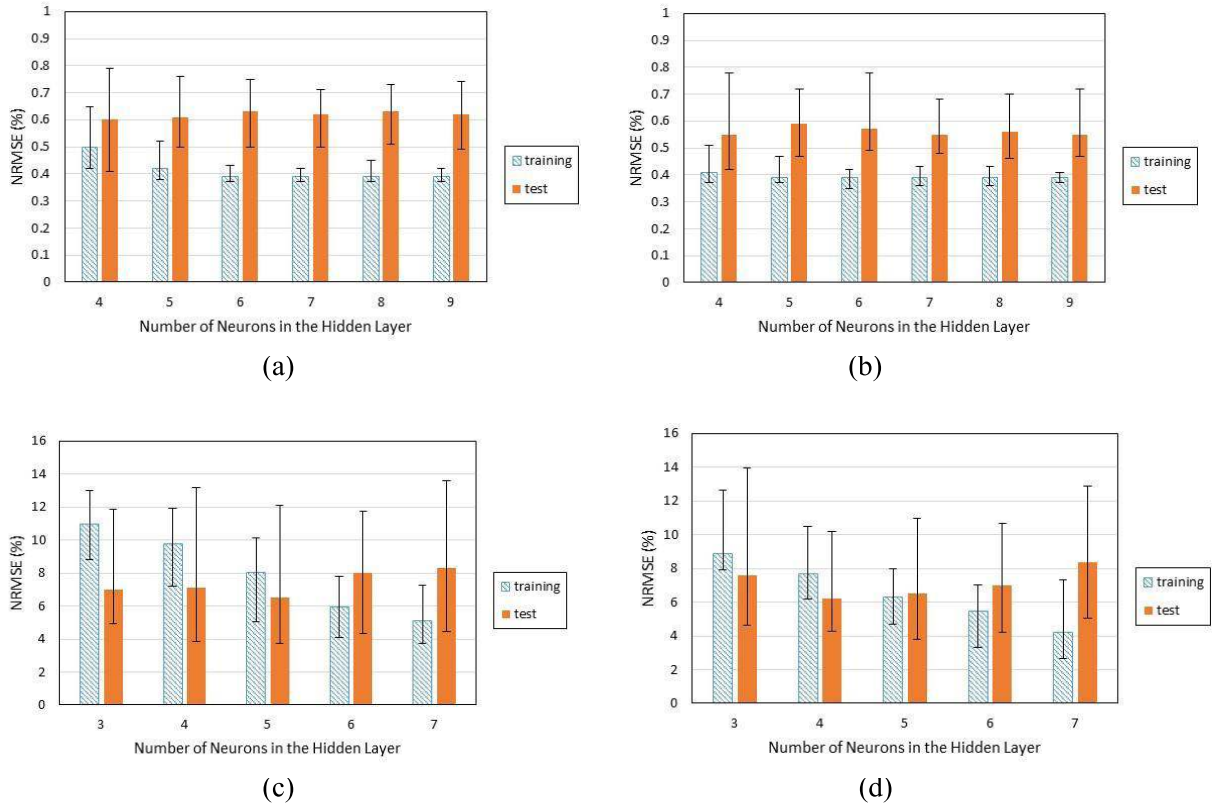 1
0.9
0.8
0.7
0.6
0.5
0.4
0.3
0.2
0.1
0
NRMSE (%)
4 5 6 7 8 9
Number of Neurons in the Hidden Layer
training
test
(a)
1
0.9
0.8
0.7
0.6
0.5
0.4
0.3
0.2
0.1
0
NRMSE (%)
4 5 6 7 8 9
Number of Neurons in the Hidden Layer
training
test
(b)
16
14
12
10
8
6
4
2
0
NRMSE (%)
3 4 5 6 7
Number of Neurons in the Hidden Layer
training
test
(c)
16
14
12
10
8
6
4
2
0
NRMSE (%)
3 4 5 6 7
Number of Neurons in the Hidden Layer
training
test
(d)